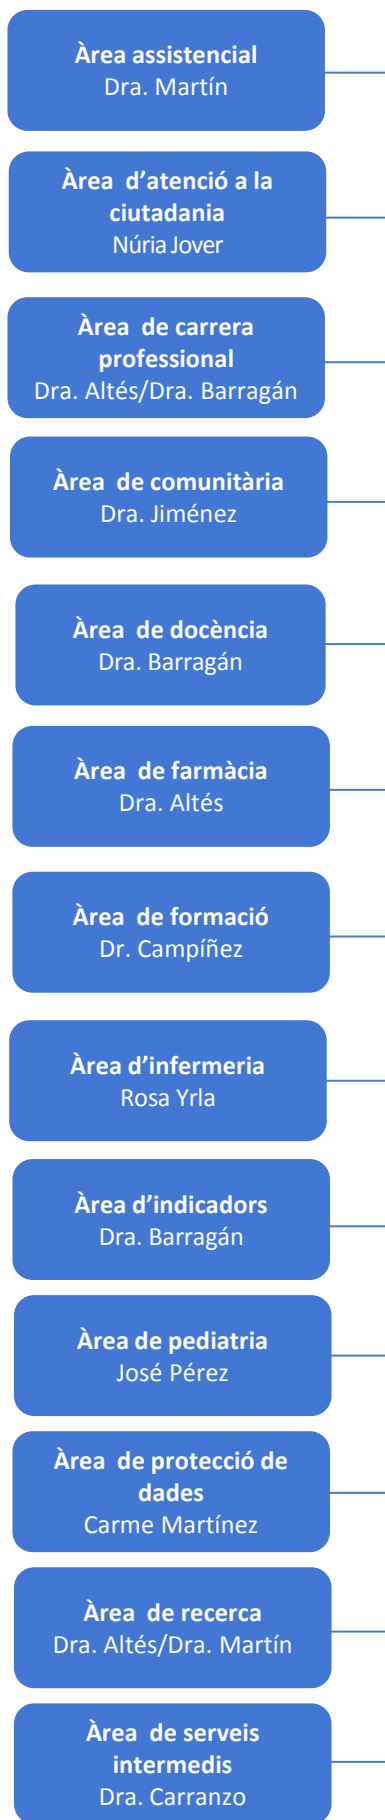 Àrea assistencial
Dra. Martín
Àrea d'atenció a la
ciutadania
Núria Jover
Àrea de carrera
professional
Dra. Altés/Dra. Barragán
Àrea de comunitària
Dra. Jiménez
Àrea de docència
Dra. Barragán
Àrea de farmàcia
Dra. Altés
Àrea de formació
Dr. Campíñez
Àrea d'infermeria
Rosa Yrla
Àrea d'indicadors
Dra. Barragán
Àrea de pediatria
José Pérez
Àrea de protecció de
dades
Carme Martínez
Àrea de recerca
Dra. Altés/Dra. Martín
Àrea de serveis
intermedis
Dra. Carranzo